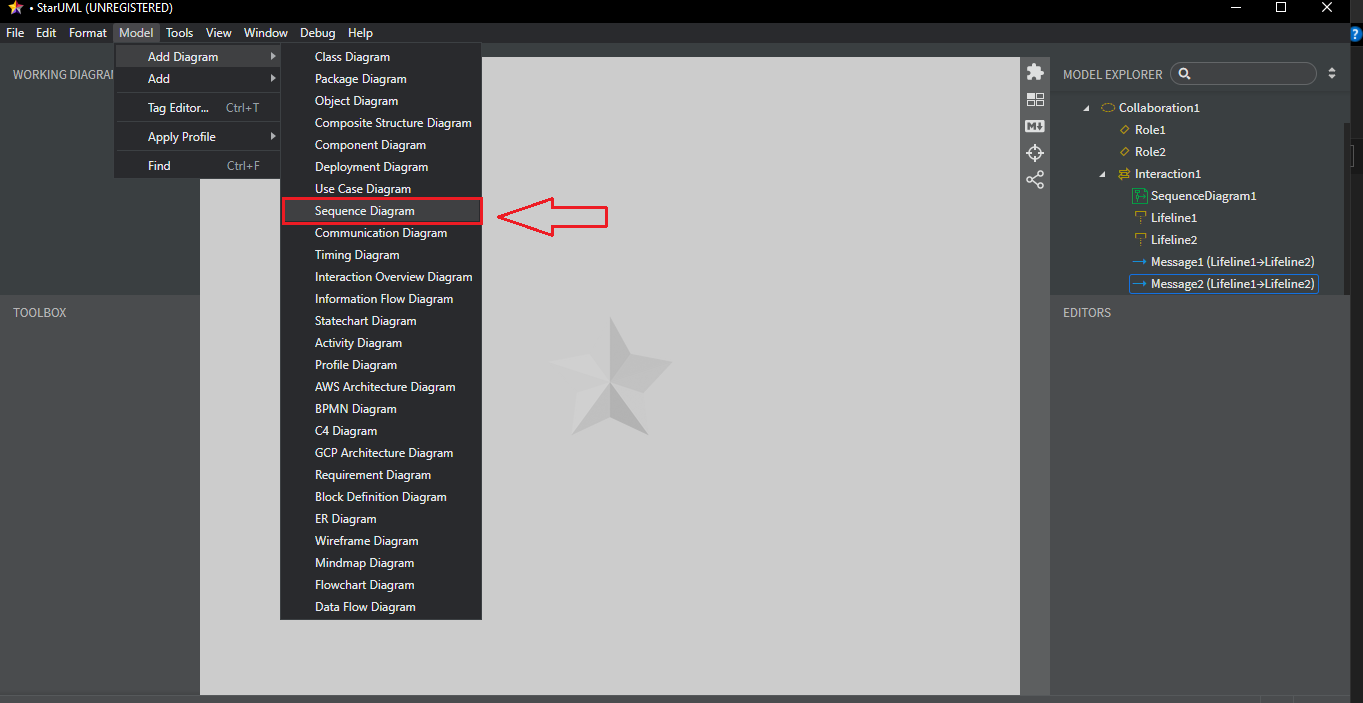 • StarUML (UNREGISTERED)
File Edit Format Model Tools View Window Debug Help
WORKING DIAGRA
Add Diagram
Add
Tag Editor... Ctrl+T
Apply Profile
Find Ctrl+F
Class Diagram
Package Diagram
Object Diagram
Composite Structure Diagram
Component Diagram
Deployment Diagram
Use Case Diagram
Sequence Diagram
Communication Diagram
Timing Diagram
Interaction Overview Diagram
Information Flow Diagram
Statechart Diagram
Activity Diagram
Profile Diagram
AWS Architecture Diagram
BPMN Diagram
C4 Diagram
GCP Architecture Diagram
Requirement Diagram
Block Definition Diagram
ER Diagram
Wireframe Diagram
Mindmap Diagram
Flowchart Diagram
Data Flow Diagram
TOOLBOX
M
?
MODEL EXPLORER
Collaboration1
Role1
Role2
Interaction1
SequenceDiagram1
Lifeline1
Lifeline2
Message1 (Lifeline1→Lifeline2)
Message2 (Lifeline1→Lifeline2)
EDITORS